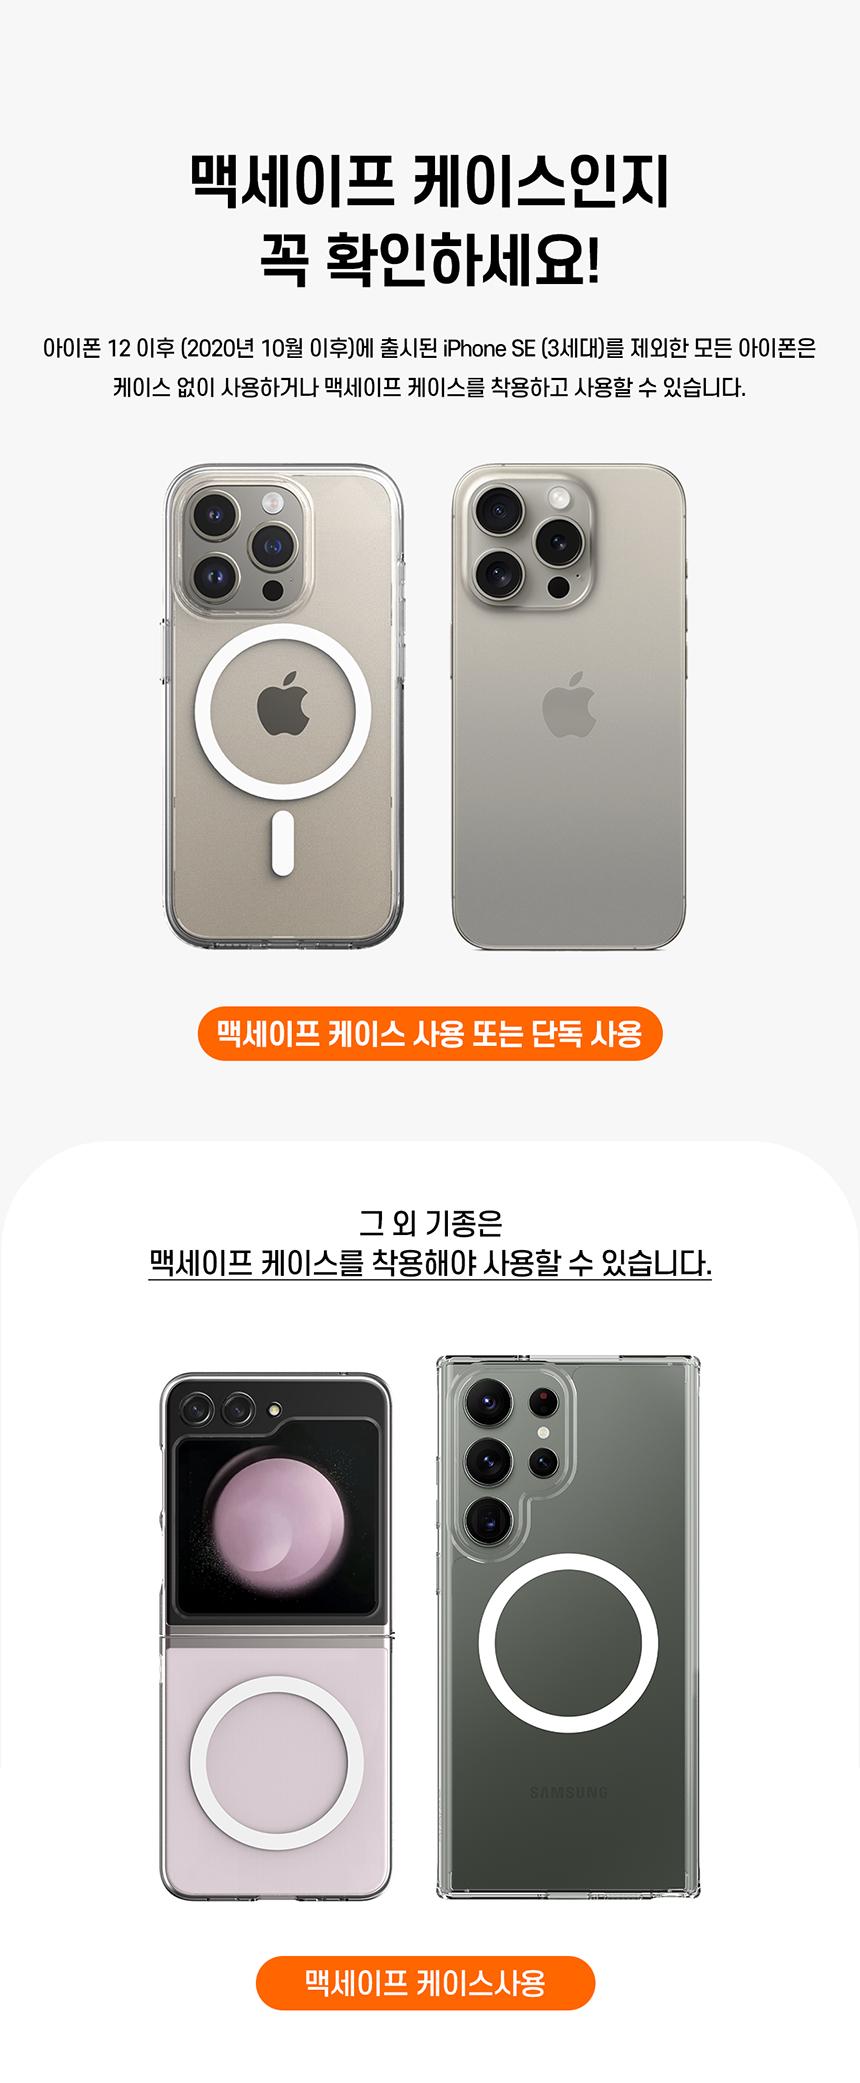 맥세이프 케이스인지
꼭 확인하세요!
아이폰 12 이후 (2020년 10월 이후)에 출시된 iPhone SE (3세대)를 제외한 모든 아이폰은
케이스 없이 사용하거나 맥세이프 케이스를 착용하고 사용할 수 있습니다.
맥세이프 케이스 사용 또는 단독 사용
그 외 기종은
맥세이프 케이스를 착용해야 사용할 수 있습니다.
SAMSUNG
맥세이프 케이스사용